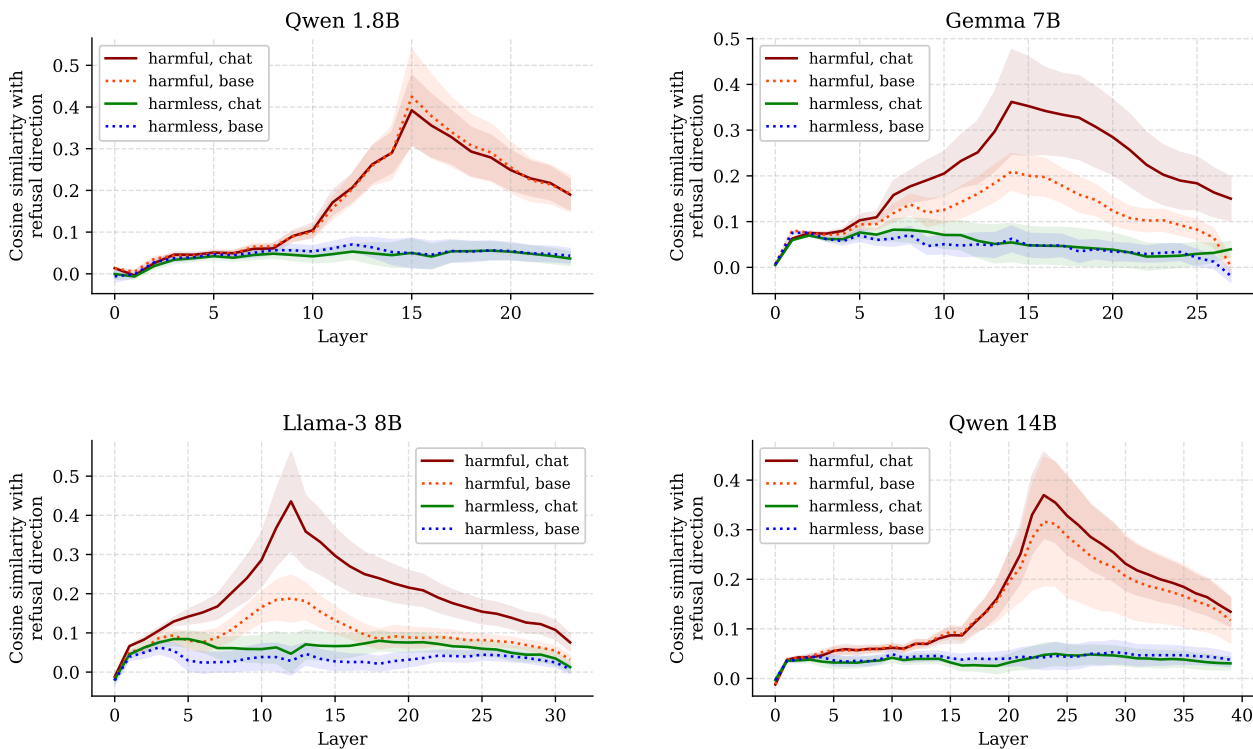 Qwen 1.8B
Cosine similarity with
refusal direction
0.5
0.4
0.3
0.2
0.1
0.0
harmful, chat
harmful, base
harmless, chat
harmless, base
0 5 10 15 20
Layer
Gemma 7B
Cosine similarity with
refusal direction
0.5
0.4
0.3
0.2
0.1
0.0
harmful, chat
harmful, base
harmless, chat
harmless, base
0 5 10 15 20 25
Layer
Llama-3 8B
Cosine similarity with
refusal direction
0.5
0.4
0.3
0.2
0.1
0.0
harmful, chat
harmful, base
harmless, chat
harmless, base
0 5 10 15 20 25 30
Layer
Qwen 14B
Cosine similarity with
refusal direction
0.4
0.3
0.2
0.1
0.0
harmful, chat
harmful, base
harmless, chat
harmless, base
0 5 10 15 20 25 30 35 40
Layer